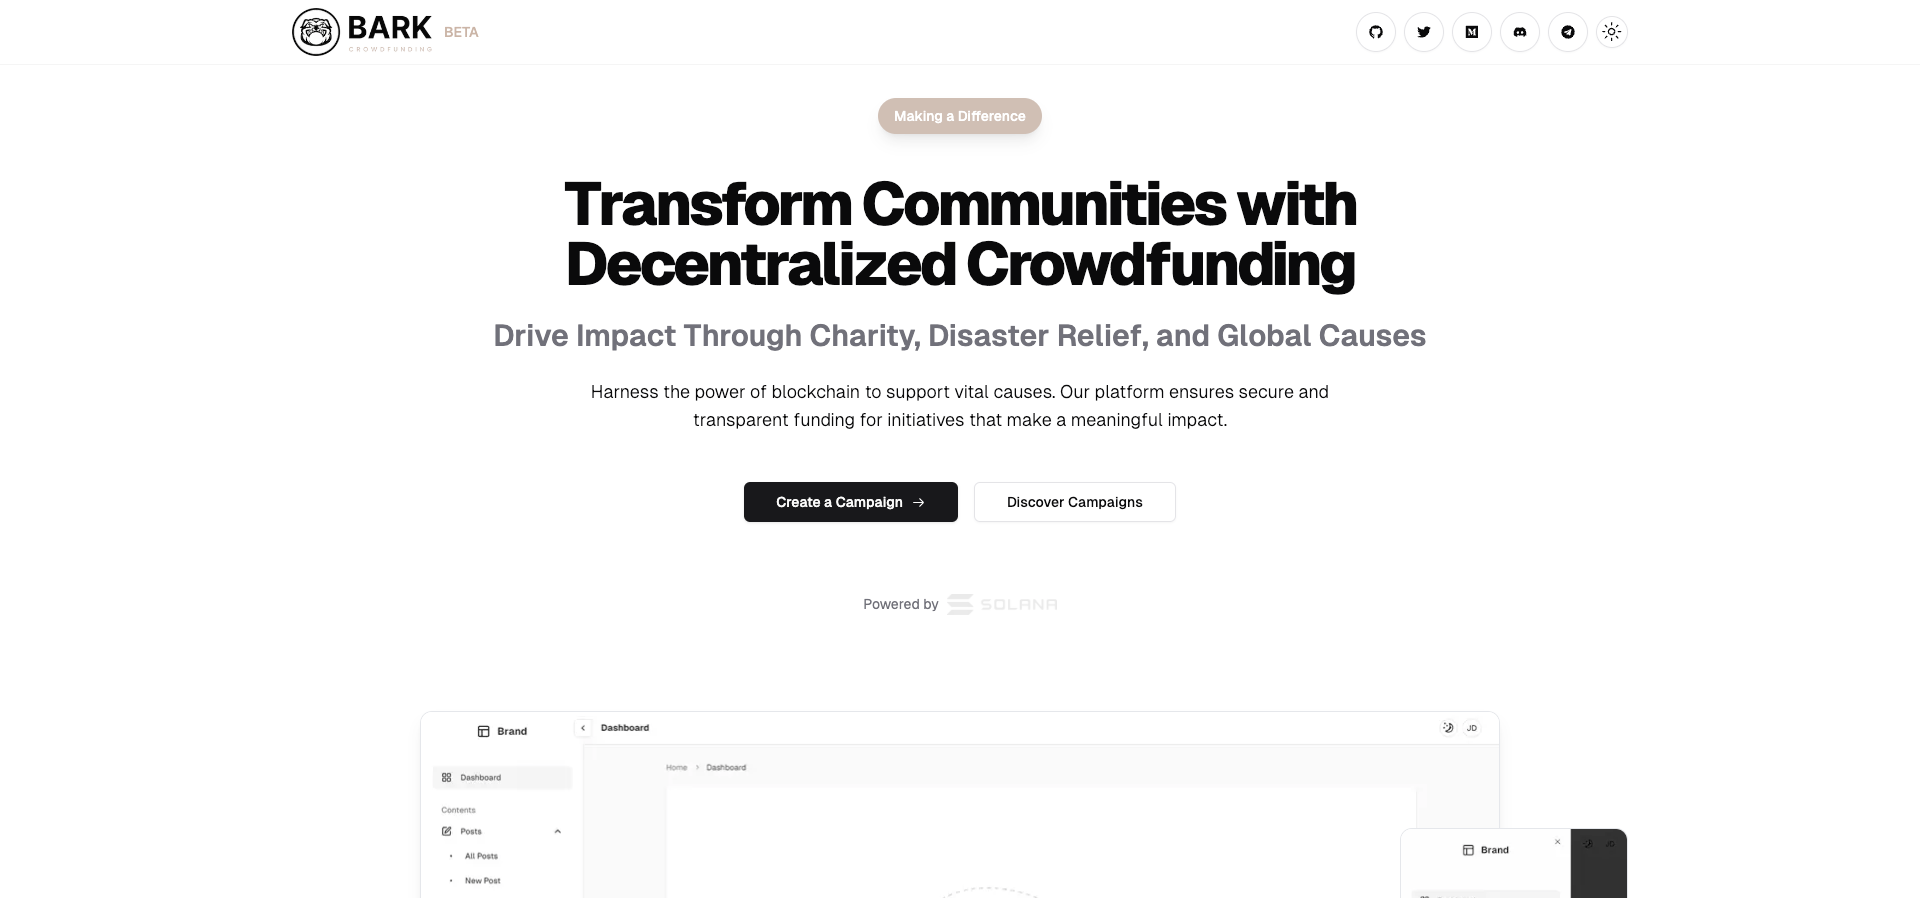 BARK
CROWDFUNDING
BETA
Making a Difference
Transform Communities with
Decentralized Crowdfunding
Drive Impact Through Charity, Disaster Relief, and Global Causes
Harness the power of blockchain to support vital causes. Our platform ensures secure and
transparent funding for initiatives that make a meaningful impact.
Create a Campaign →
Discover Campaigns
Powered by SOLANA
Brand
Dashboard
JD
Home > Dashboard
Dashboard
Contents
Posts
All Posts
New Post
Brand
JD